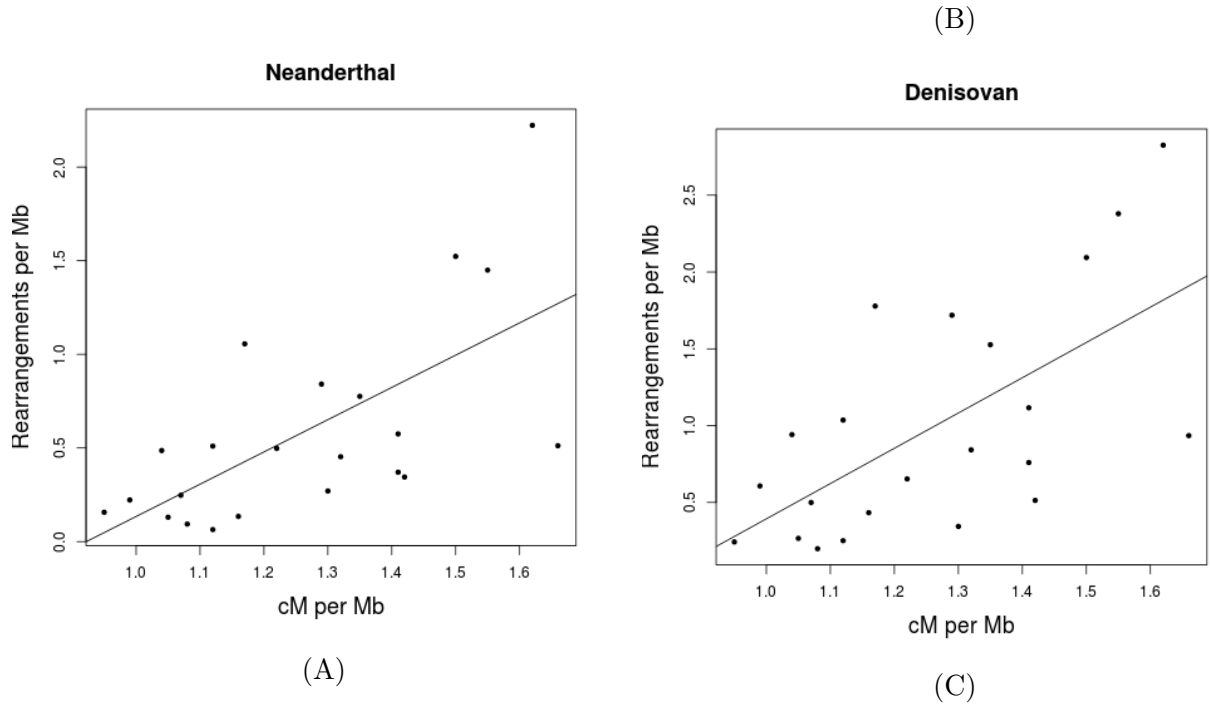 (B)
Neanderthal
Rearrangements per Mb
2.0
1.5
1.0
0.5
0.0
1.0 1.1 1.2 1.3 1.4 1.5 1.6
cM per Mb
(A)
Denisovan
Rearrangements per Mb
2.5
2.0
1.5
1.0
0.5
1.0 1.1 1.2 1.3 1.4 1.5 1.6
cM per Mb
(C)